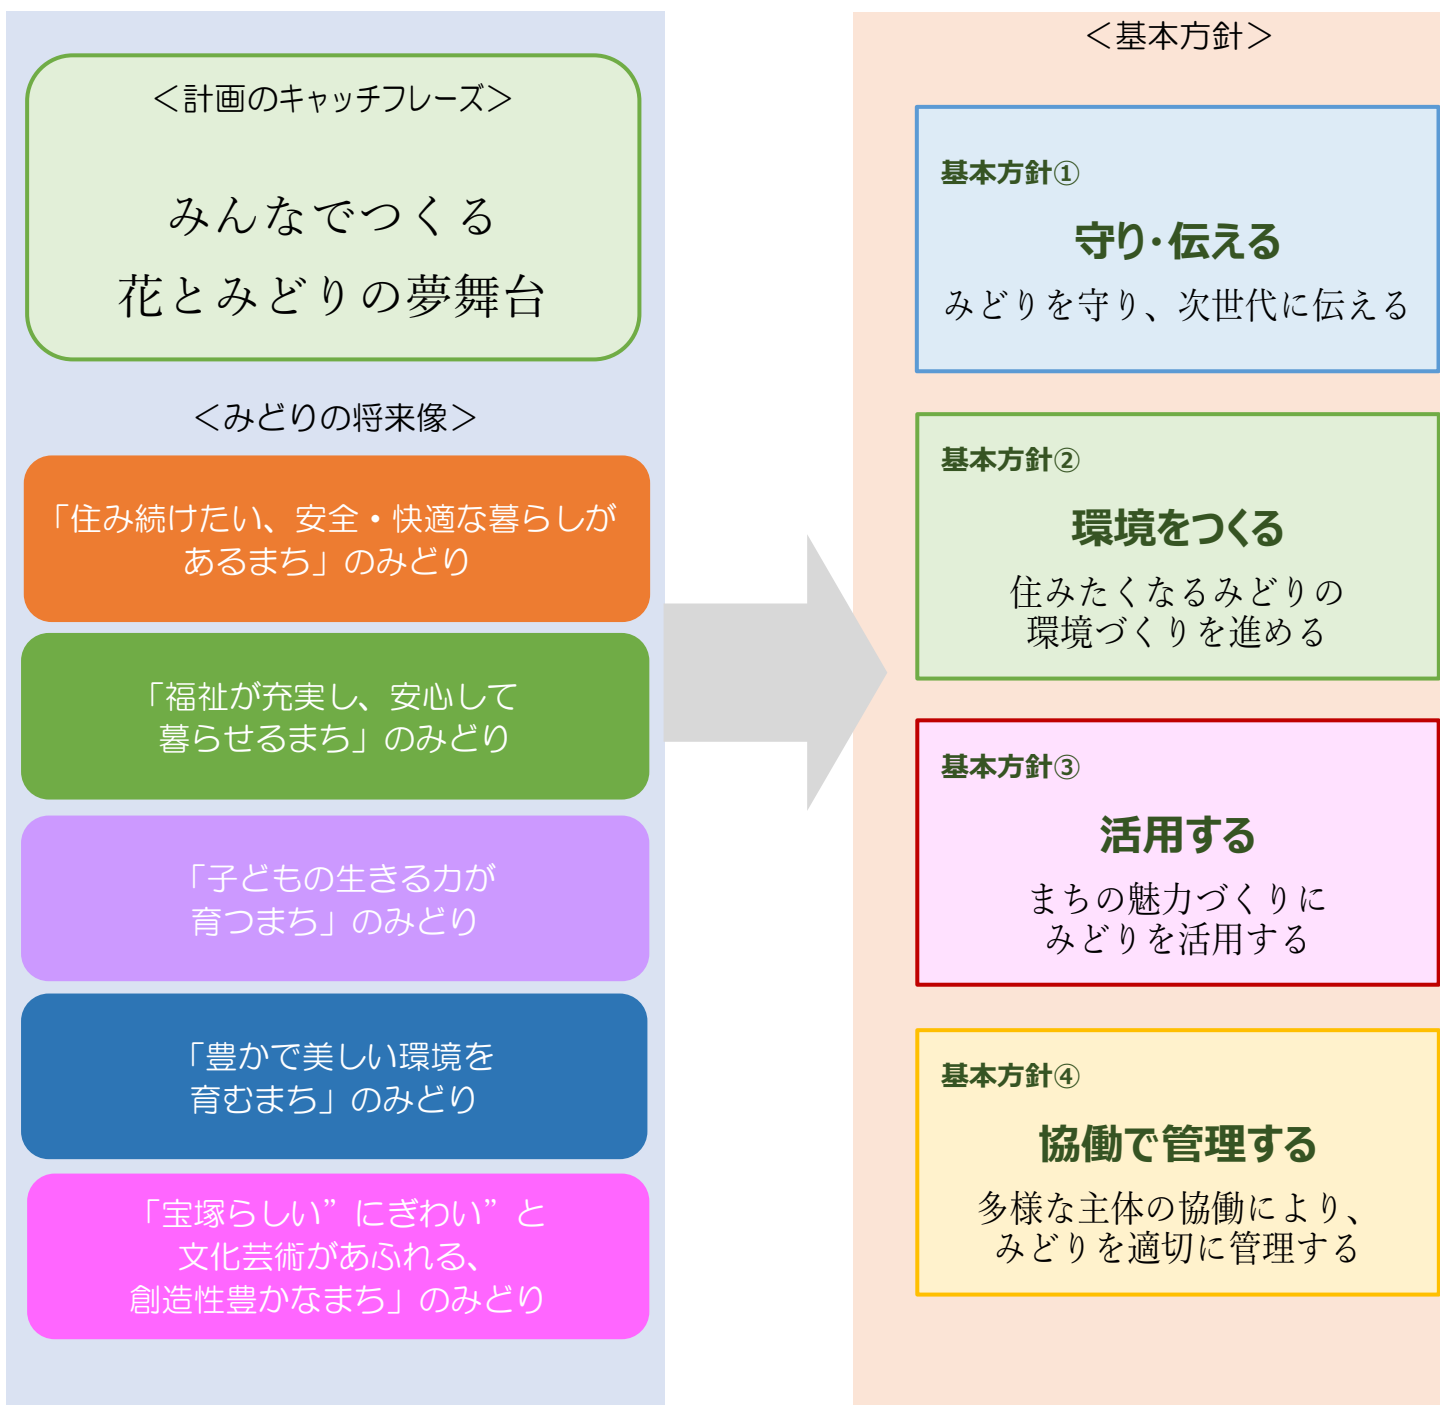 ＜計画のキャッチフレーズ＞
みんなでつくる
花とみどりの夢舞台
＜みどりの将来像＞
「住み続けたい、安全・快適な暮らしが
あるまち」のみどり
「福祉が充実し、安心して
暮らせるまち」のみどり
「子どもの生きる力が
育つまち」のみどり
「豊かで美しい環境を
育むまち」のみどり
「宝塚らしい”にぎわい”と
文化芸術があふれる、
創造性豊かなまち」のみどり
＜基本方針＞
基本方針①
守り・伝える
みどりを守り、次世代に伝える
基本方針②
環境をつくる
住みたくなるみどりの
環境づくりを進める
基本方針③
活用する
まちの魅力づくりに
みどりを活用する
基本方針④
協働で管理する
多様な主体の協働により、
みどりを適切に管理する